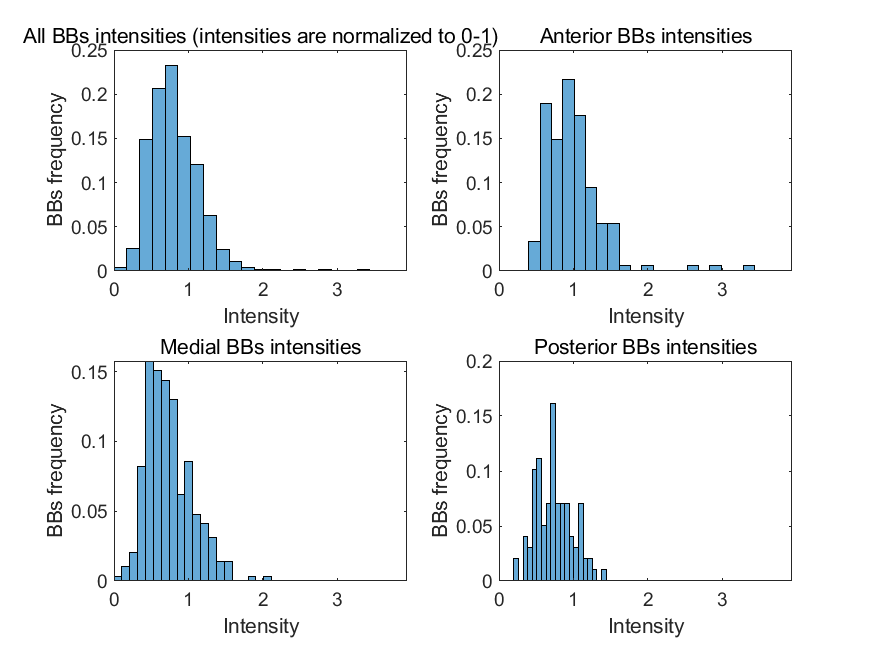 All BBs intensities (intensities are normalized to 0-1)
0.25
0.2
0.15
0.1
0.05
0
BBs frequency
0 1 2 3
Intensity
Anterior BBs intensities
0.25
0.2
0.15
0.1
0.05
0
BBs frequency
0 1 2 3
Intensity
Medial BBs intensities
0.15
0.1
0.05
0
BBs frequency
0 1 2 3
Intensity
Posterior BBs intensities
0.2
0.15
0.1
0.05
0
BBs frequency
0 1 2 3
Intensity